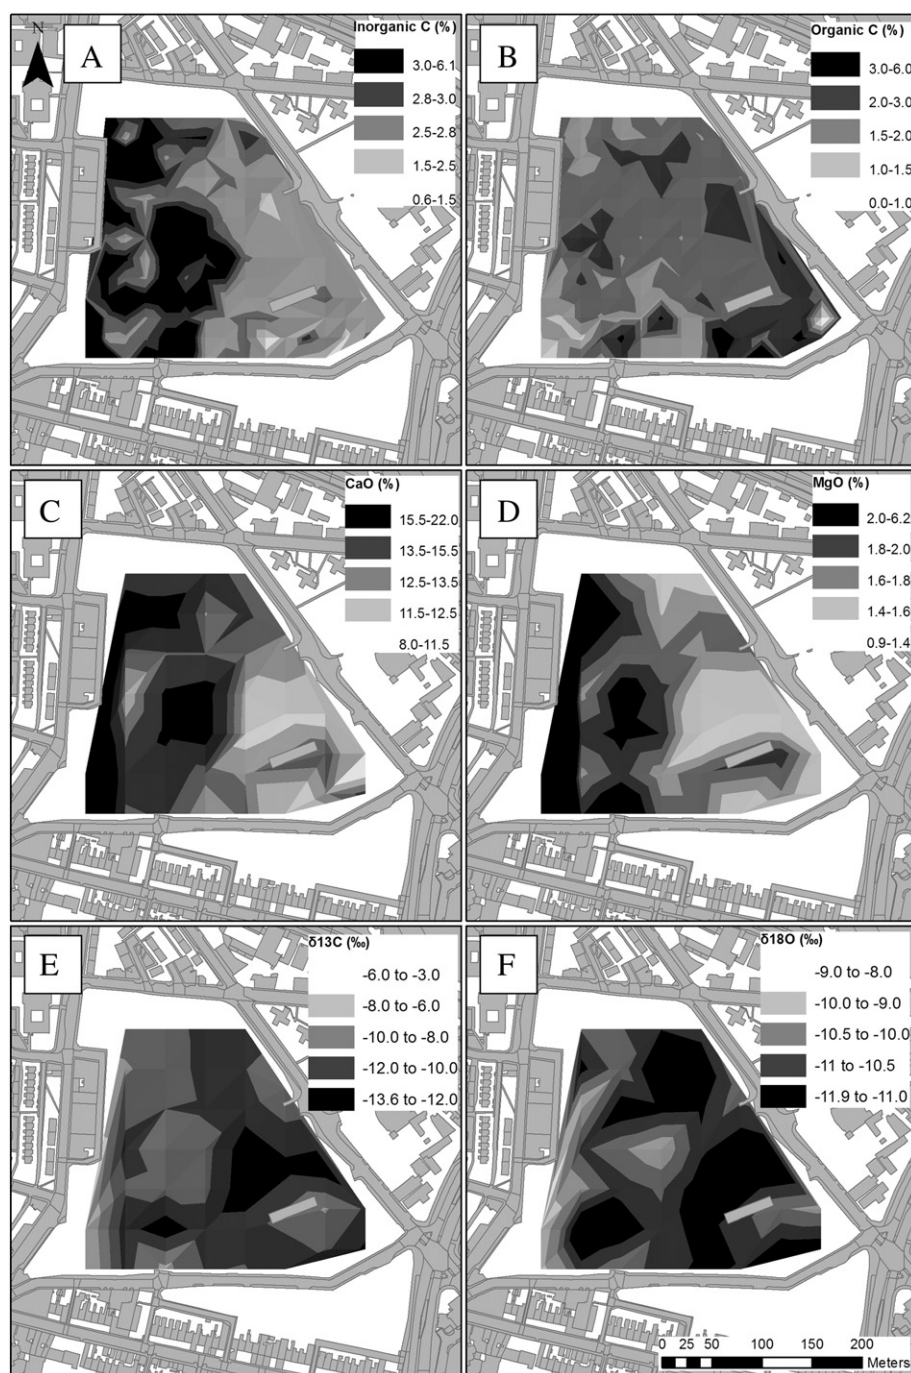 N
A
Inorganic C (%)
3.0-6.1
2.8-3.0
2.5-2.8
1.5-2.5
0.6-1.5
B
Organic C (%)
3.0-6.0
2.0-3.0
1.5-2.0
1.0-1.5
0.0-1.0
C
CaO (%)
15.5-22.0
13.5-15.5
12.5-13.5
11.5-12.5
8.0-11.5
D
MgO (%)
2.0-6.2
1.8-2.0
1.6-1.8
1.4-1.6
0.9-1.4
E
δ13C (‰)
-6.0 to -3.0
-8.0 to -6.0
-10.0 to -8.0
-12.0 to -10.0
-13.6 to -12.0
F
δ18O (‰)
-9.0 to -8.0
-10.0 to -9.0
-10.5 to -10.0
-11 to -10.5
-11.9 to -11.0
0 25 50 100 150 200
Meters